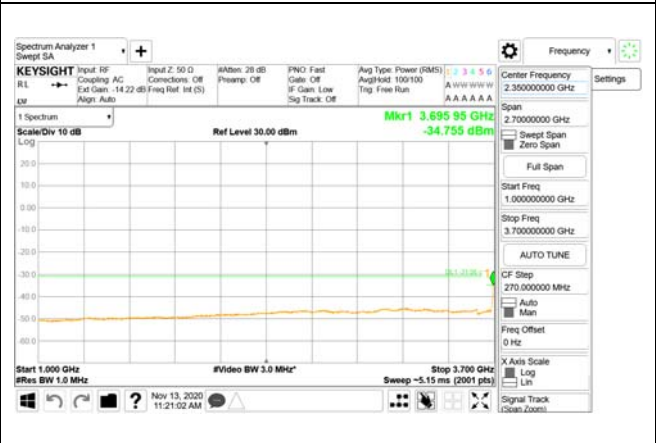 Spectrum Analyzer 1
Swept SA
+
Frequency
KEYSIGHT
Input: RF
Coupling: AC
Ext Gain: -14.22 dB
Align: Auto
Input Z: 50 Ω
Corrections: Off
Freq Ref: Int (S)
#Atten: 28 dB
Preamp: Off
PNO: Fast
Gate: Off
IF Gain: Low
Sig Track: Off
Avg Type: Power (RMS)
Avg|Hold: 100/100
Trig: Free Run
1 2 3 4 5 6
A W W W W W
A A A A A A
R L
1 Spectrum
Scale/Div 10 dB
Log
Ref Level 30.00 dBm
Mkr1 3.695 95 GHz
-34.755 dBm
20.0
10.0
0.00
-10.0
-20.0
-30.0
-40.0
-50.0
-60.0
1
Start 1.000 GHz
#Res BW 1.0 MHz
#Video BW 3.0 MHz*
Stop 3.700 GHz
Sweep ~5.15 ms (2001 pts)
Nov 13, 2020
11:21:02 AM
?
Center Frequency
2.350000000 GHz
Settings
Span
2.70000000 GHz
Swept Span
Zero Span
Full Span
Start Freq
1.000000000 GHz
Stop Freq
3.700000000 GHz
AUTO TUNE
CF Step
270.000000 MHz
Auto
Man
Freq Offset
0 Hz
X Axis Scale
Log
Lin
Signal Track
(Span Zoom)